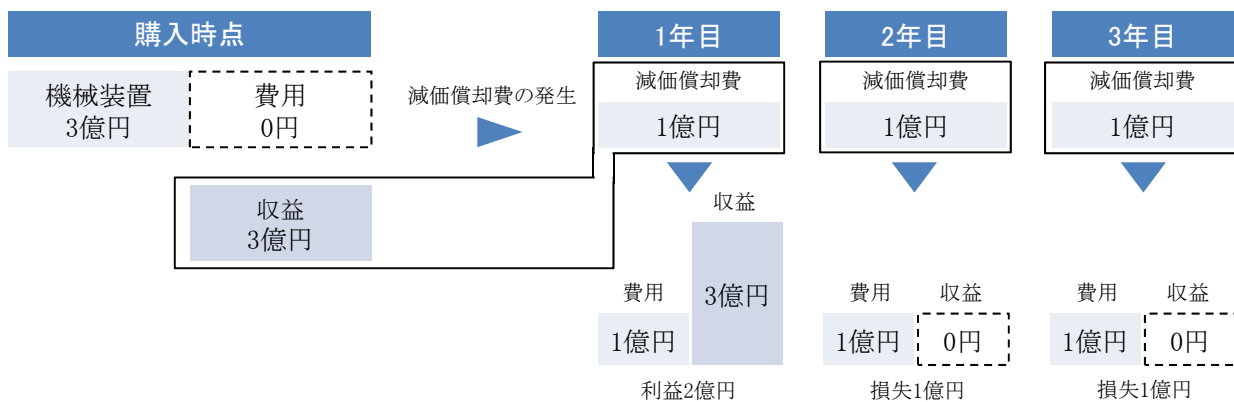 購入時点
1年目
2年目
3年目
機械装置
3億円
費用
0円
減価償却費の発生
減価償却費
1億円
減価償却費
1億円
減価償却費
1億円
収益
3億円
収益
費用
3億円
1億円
費用
収益
1億円
0円
費用
収益
1億円
0円
利益2億円
損失1億円
損失1億円